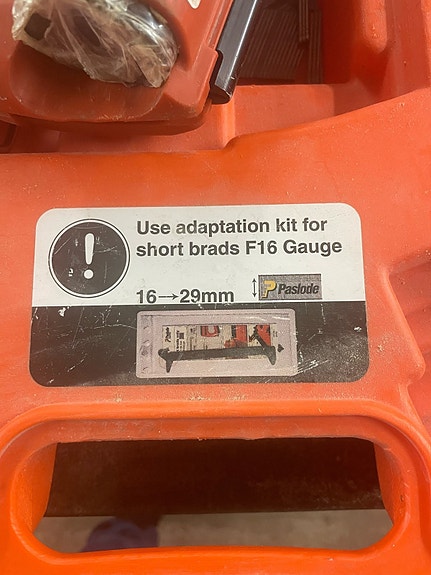 !
Use adaptation kit for
short brads F16 Gauge
16→29mm
Paslode